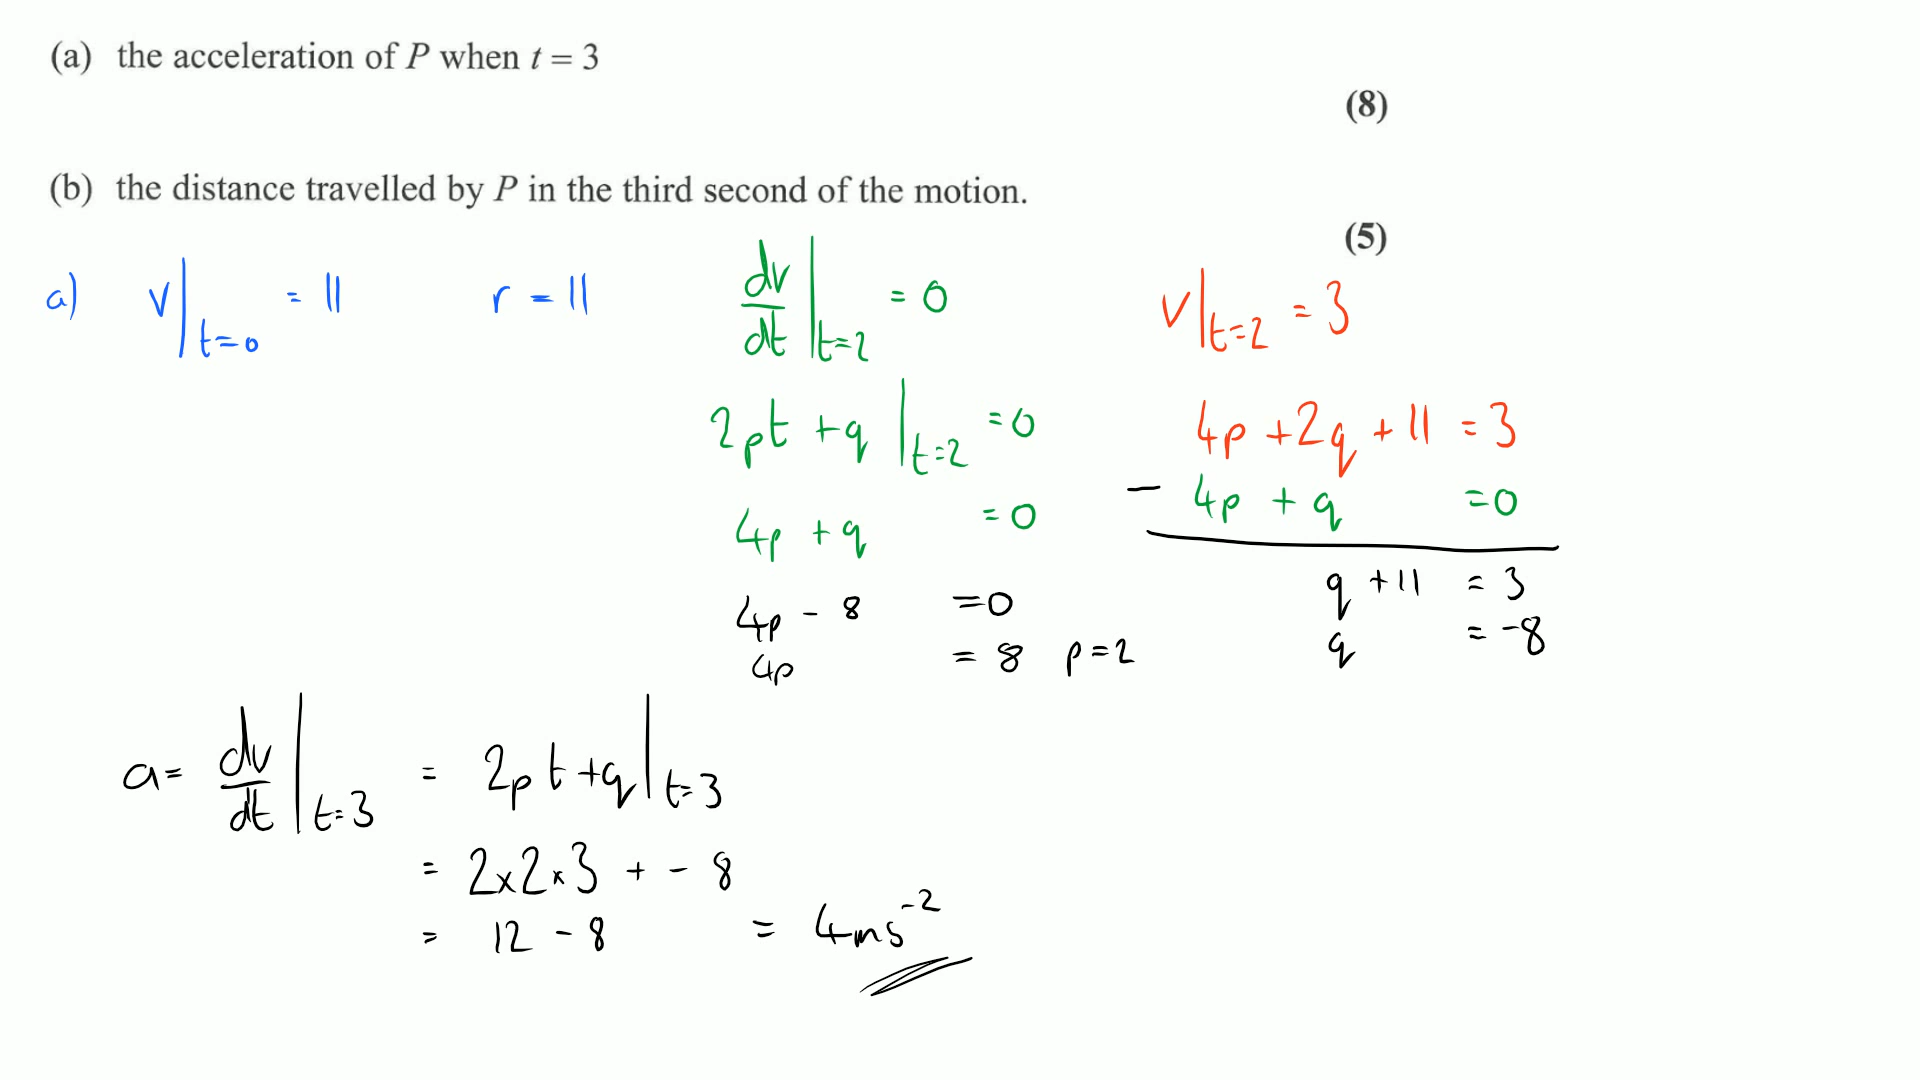 (a) the acceleration of P when t = 3
(8)
(b) the distance travelled by P in the third second of the motion.
(5)
a) v|t=0 = 11
r = 11
dv/dt |t=2 = 0
2pt + q |t=2 = 0
4p + q = 0
4p - 8 = 0
4p = 8 p = 2
v|t=2 = 3
4p + 2q + 11 = 3
- 4p + q = 0
q + 11 = 3
q = -8
a = dv/dt |t=3 = 2pt + q|t=3
= 2×2×3 + - 8
= 12 - 8 = 4ms⁻²